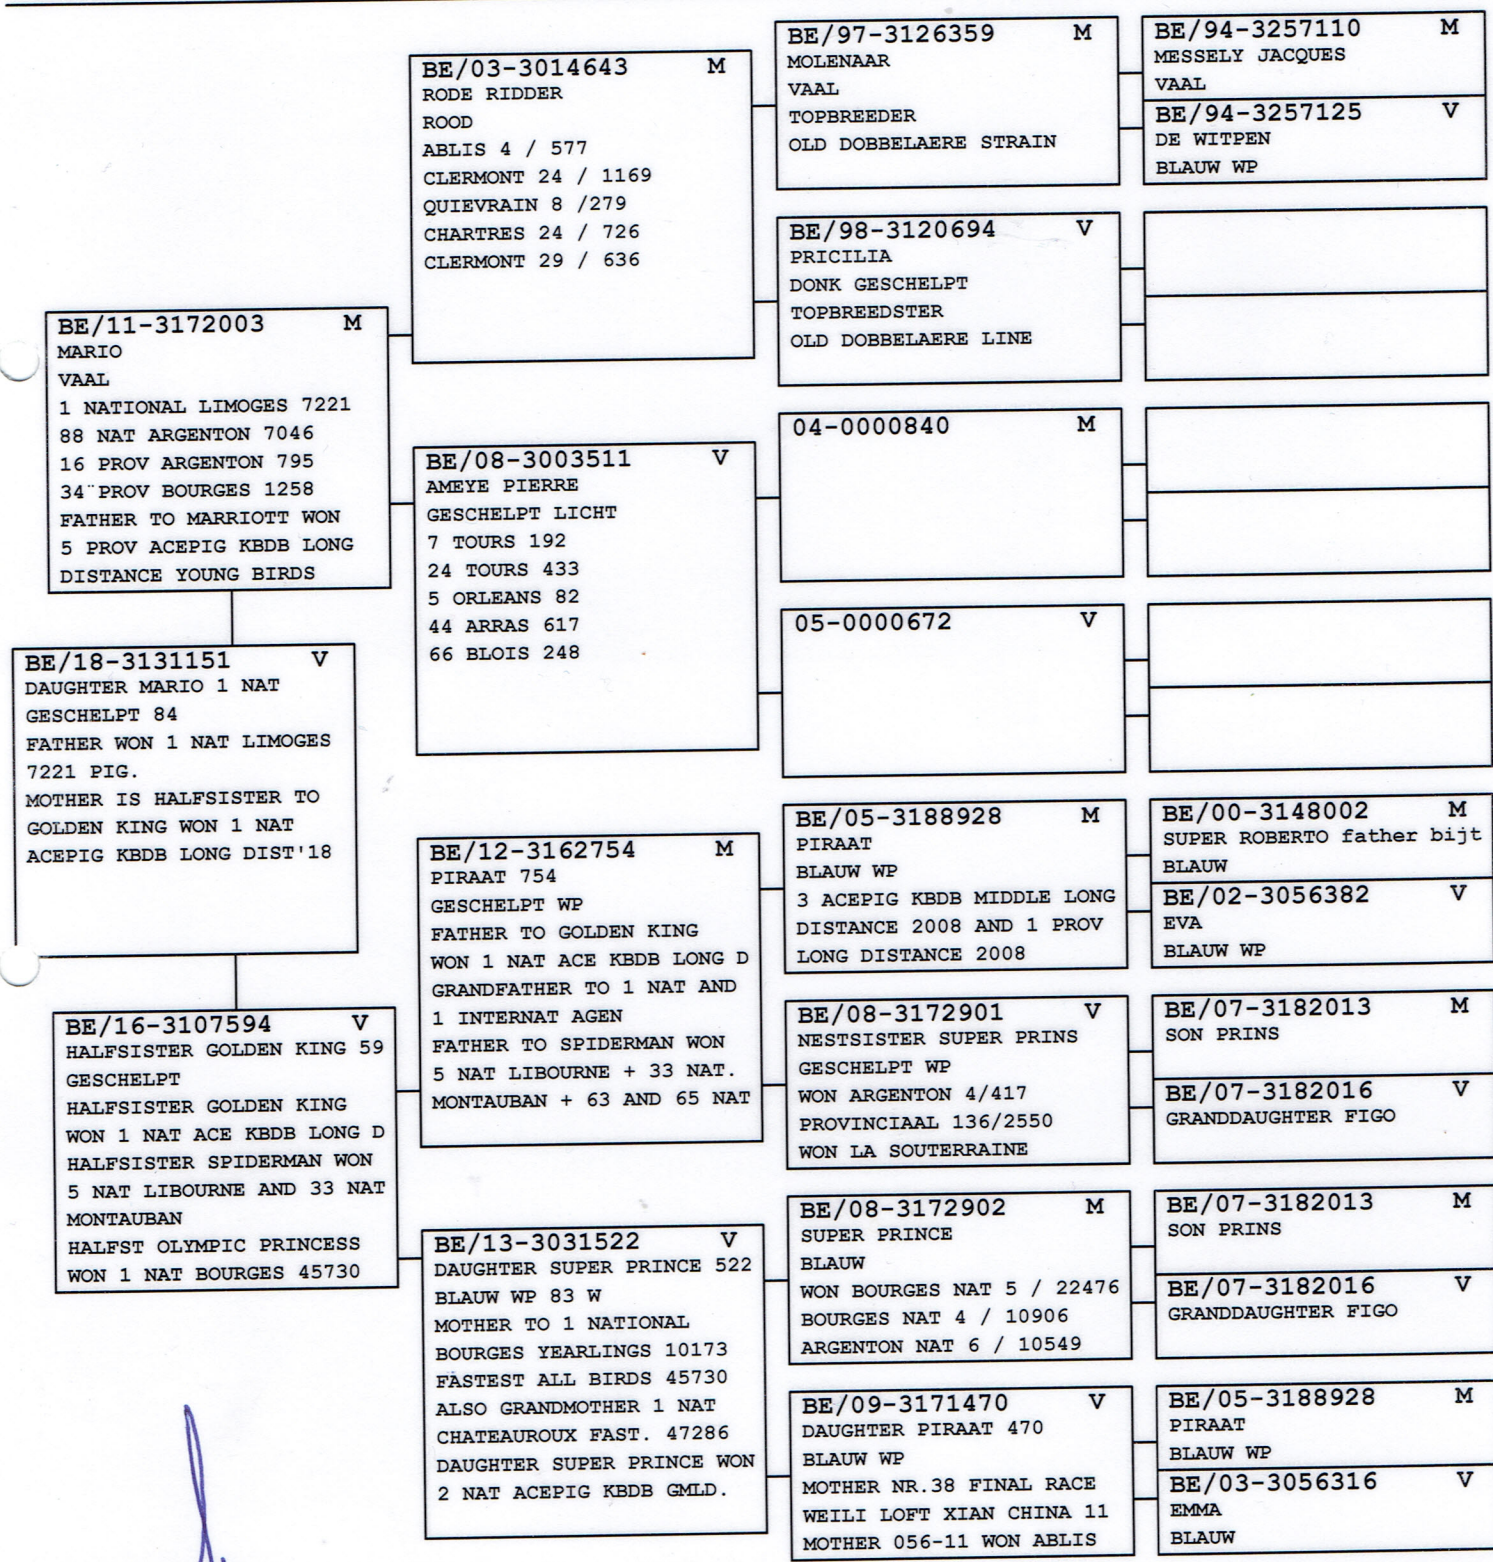 BE/18-3131151 V
DAUGHTER MARIO 1 NAT
GESCHELPT 84
FATHER WON 1 NAT LIMOGES
7221 PIG.
MOTHER IS HALFSISTER TO
GOLDEN KING WON 1 NAT
ACEPIG KBDB LONG DIST'18
BE/11-3172003 M
MARIO
VAAL
1 NATIONAL LIMOGES 7221
88 NAT ARGENTON 7046
16 PROV ARGENTON 795
34¨PROV BOURGES 1258
FATHER TO MARRIOTT WON
5 PROV ACEPIG KBDB LONG
DISTANCE YOUNG BIRDS
BE/16-3107594 V
HALFSISTER GOLDEN KING 59
GESCHELPT
HALFSISTER GOLDEN KING
WON 1 NAT ACE KBDB LONG D
HALFSISTER SPIDERMAN WON
5 NAT LIBOURNE AND 33 NAT
MONTAUBAN
HALFST OLYMPIC PRINCESS
WON 1 NAT BOURGES 45730
BE/03-3014643 M
RODE RIDDER
ROOD
ABLIS 4 / 577
CLERMONT 24 / 1169
QUIEVRAIN 8 /279
CHARTRES 24 / 726
CLERMONT 29 / 636
BE/08-3003511 V
AMEYE PIERRE
GESCHELPT LICHT
7 TOURS 192
24 TOURS 433
5 ORLEANS 82
44 ARRAS 617
66 BLOIS 248
BE/12-3162754 M
PIRAAT 754
GESCHELPT WP
FATHER TO GOLDEN KING
WON 1 NAT ACE KBDB LONG D
GRANDFATHER TO 1 NAT AND
1 INTERNAT AGEN
FATHER TO SPIDERMAN WON
5 NAT LIBOURNE + 33 NAT.
MONTAUBAN + 63 AND 65 NAT
BE/13-3031522 V
DAUGHTER SUPER PRINCE 522
BLAUW WP 83 W
MOTHER TO 1 NATIONAL
BOURGES YEARLINGS 10173
FASTEST ALL BIRDS 45730
ALSO GRANDMOTHER 1 NAT
CHATEAUROUX FAST. 47286
DAUGHTER SUPER PRINCE WON
2 NAT ACEPIG KBDB GMLD.
BE/97-3126359 M
MOLENAAR
VAAL
TOPBREEDER
OLD DOBBELAERE STRAIN
BE/98-3120694 V
PRICILIA
DONK GESCHELPT
TOPBREEDSTER
OLD DOBBELAERE LINE
04-0000840 M
05-0000672 V
BE/05-3188928 M
PIRAAT
BLAUW WP
3 ACEPIG KBDB MIDDLE LONG
DISTANCE 2008 AND 1 PROV
LONG DISTANCE 2008
BE/08-3172901 V
NESTSISTER SUPER PRINS
GESCHELPT WP
WON ARGENTON 4/417
PROVINCIAAL 136/2550
WON LA SOUTERRAINE
BE/08-3172902 M
SUPER PRINCE
BLAUW
WON BOURGES NAT 5 / 22476
BOURGES NAT 4 / 10906
ARGENTON NAT 6 / 10549
BE/09-3171470 V
DAUGHTER PIRAAT 470
BLAUW WP
MOTHER NR.38 FINAL RACE
WEILI LOFT XIAN CHINA 11
MOTHER 056-11 WON ABLIS
BE/94-3257110 M
MESSELY JACQUES
VAAL
BE/94-3257125 V
DE WITPEN
BLAUW WP
BE/00-3148002 M
SUPER ROBERTO father bijt
BLAUW
BE/02-3056382 V
EVA
BLAUW WP
BE/07-3182013 M
SON PRINS
BE/07-3182016 V
GRANDDAUGHTER FIGO
BE/07-3182013 M
SON PRINS
BE/07-3182016 V
GRANDDAUGHTER FIGO
BE/05-3188928 M
PIRAAT
BLAUW WP
BE/03-3056316 V
EMMA
BLAUW